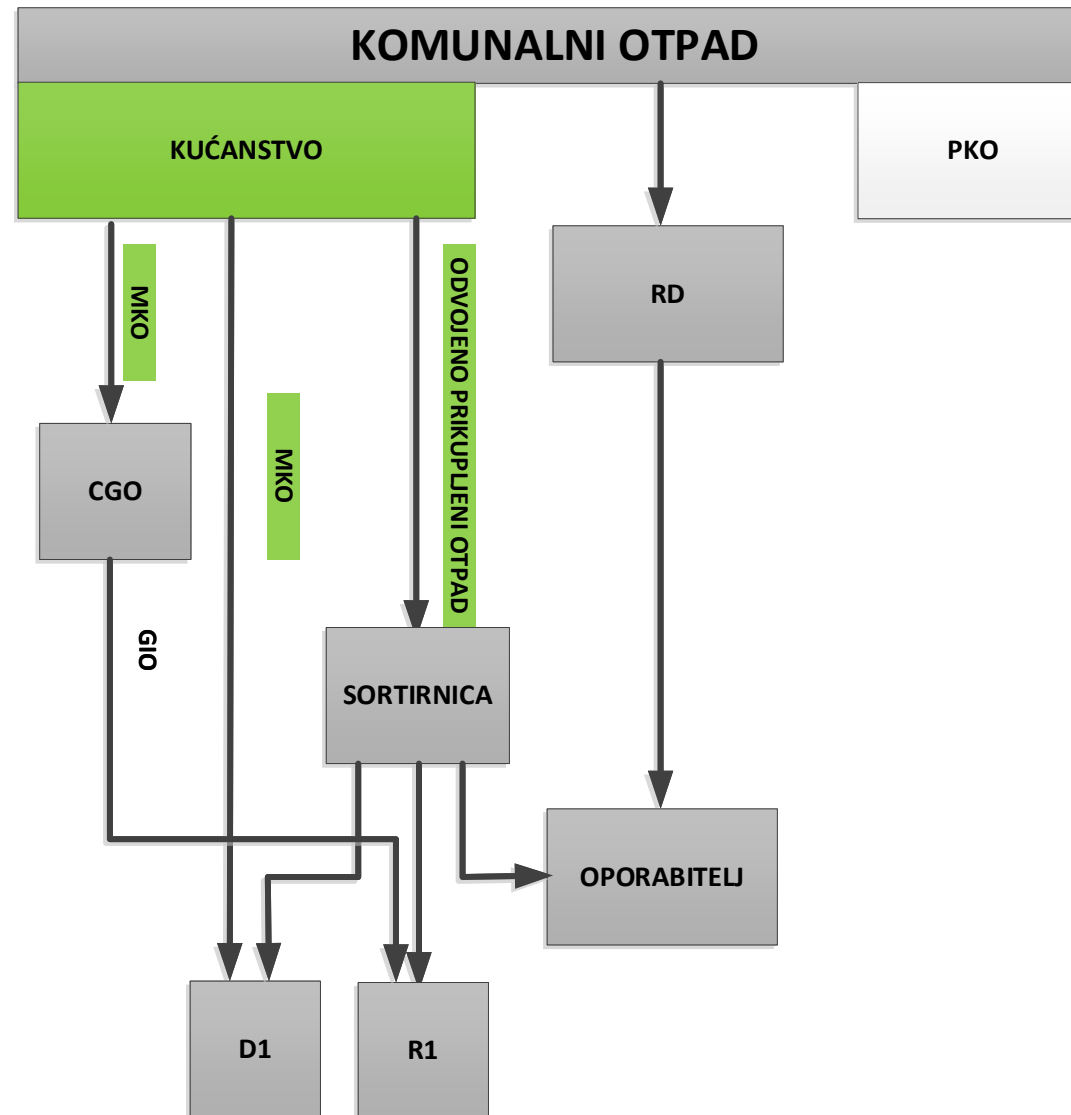 KOMUNALNI OTPAD
KUĆANSTVO
PKO
MKO
ODVOJENO PRIKUPLJENI OTPAD
RD
MKO
CGO
GIO
SORTIRNICA
OPORABITELJ
D1
R1